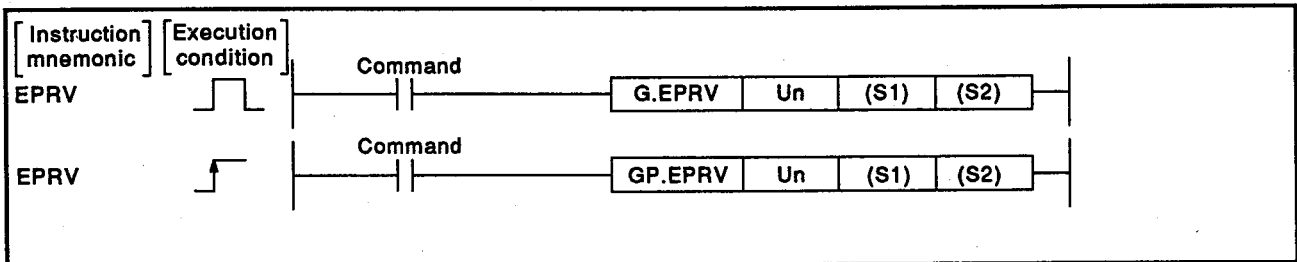 Instruction mnemonic Execution condition
Command
EPRV G.EPRV Un (S1) (S2)
Command
EPRV GP.EPRV Un (S1) (S2)